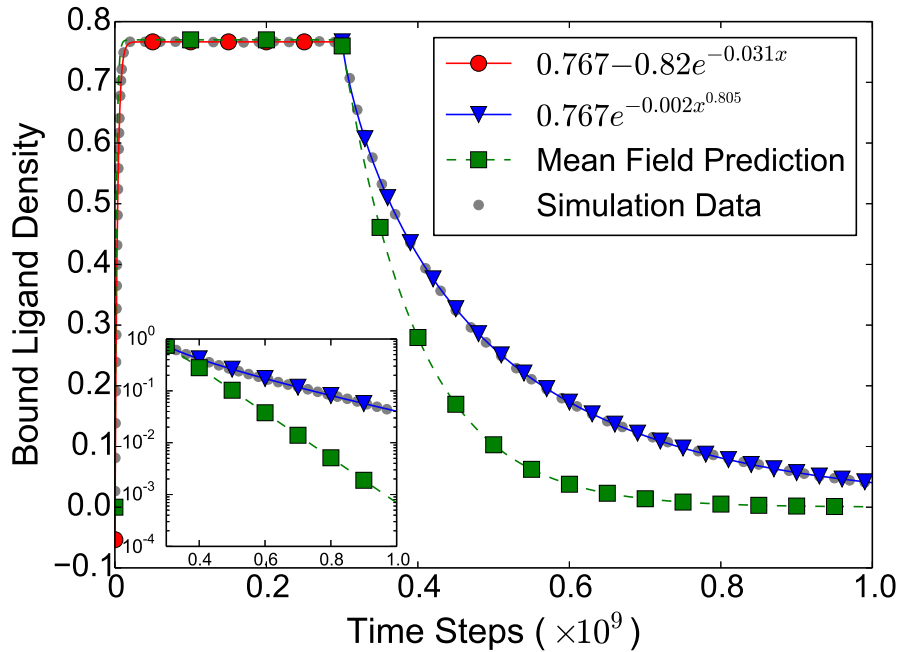 0.8
0.7
0.6
0.5
0.4
0.3
0.2
0.1
0.0
−0.1
Bound Ligand Density
0.767−0.82e^{−0.031x}
0.767e^{−0.002x^{0.805}}
Mean Field Prediction
Simulation Data
10^0
10^{-1}
10^{-2}
10^{-3}
10^{-4}
0.4 0.6 0.8 1.0
0 0.2 0.4 0.6 0.8 1.0
Time Steps ( ×10^9 )